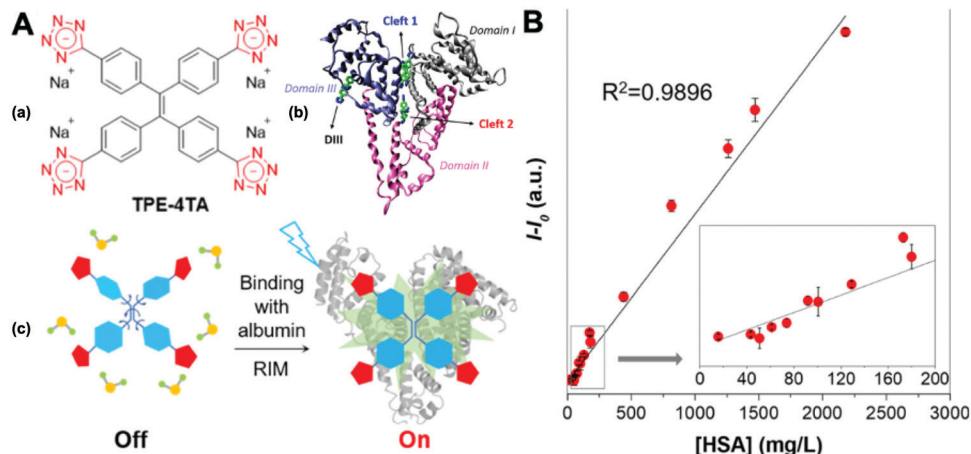 A
(a)
N N N N
Na+ Na+
Na+ Na+
N N N N
TPE-4TA
(b)
Cleft 1
Domain I
Domain III
DIII
Cleft 2
Domain II
(c)
Binding
with
albumin
RIM
Off
On
B
R²=0.9896
I-I₀ (a.u.)
0 40 80 120 160 200
0 500 1000 1500 2000 2500 3000
[HSA] (mg/L)